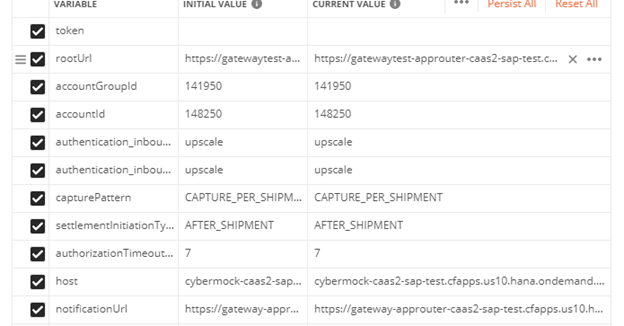 VARIABLE INITIAL VALUE CURRENT VALUE ••• Persist All Reset All
token
rootUrl https://gatewaytest-a... https://gatewaytest-approuter-caas2-sap-test.c...
accountGroupId 141950 141950
accountId 148250 148250
authentication_inbou... upscale upscale
authentication_inbou... upscale upscale
capturePattern CAPTURE_PER_SHIPM... CAPTURE_PER_SHIPMENT
settlementInitiationTy... AFTER_SHIPMENT AFTER_SHIPMENT
authorizationTimeout... 7 7
host cybermock-caas2-sap... cybermock-caas2-sap-test.cfapps.us10.hana.ondemand....
notificationUrl https://gateway-appr... https://gateway-approuter-caas2-sap-test.cfapps.us10.h...